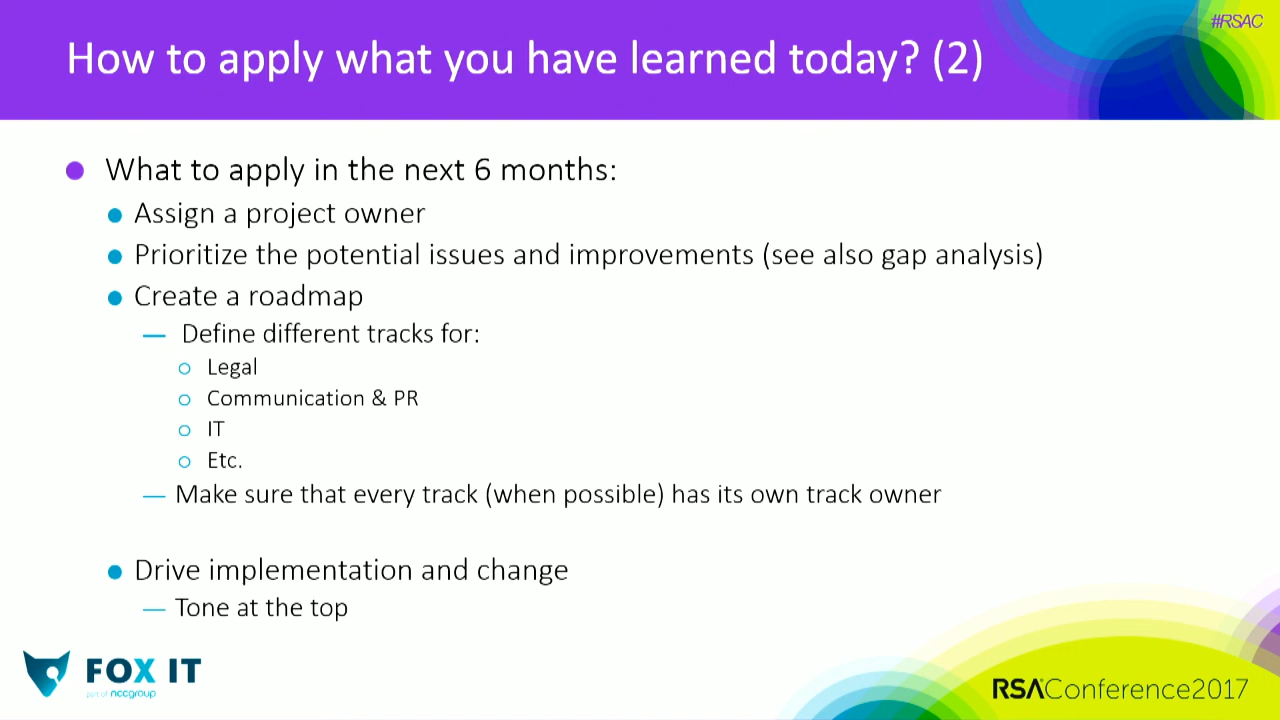 #RSAC
How to apply what you have learned today? (2)
What to apply in the next 6 months:
Assign a project owner
Prioritize the potential issues and improvements (see also gap analysis)
Create a roadmap
— Define different tracks for:
Legal
Communication & PR
IT
Etc.
— Make sure that every track (when possible) has its own track owner
Drive implementation and change
— Tone at the top
FOX IT
part of nccgroup
RSAConference2017